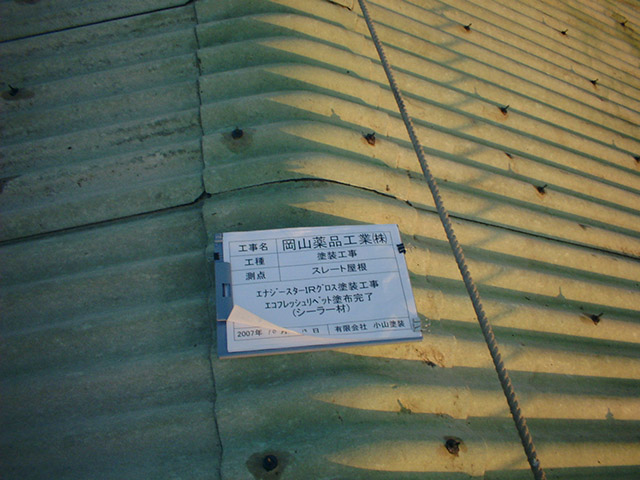 工事名 岡山薬品工業㈱
工種 塗装工事
測点 スレート屋根
エナジースターIRグロス塗装工事
エコフレッシュリベット塗布完了
(シーラー材)
2007年 月 日 有限会社 小山塗装